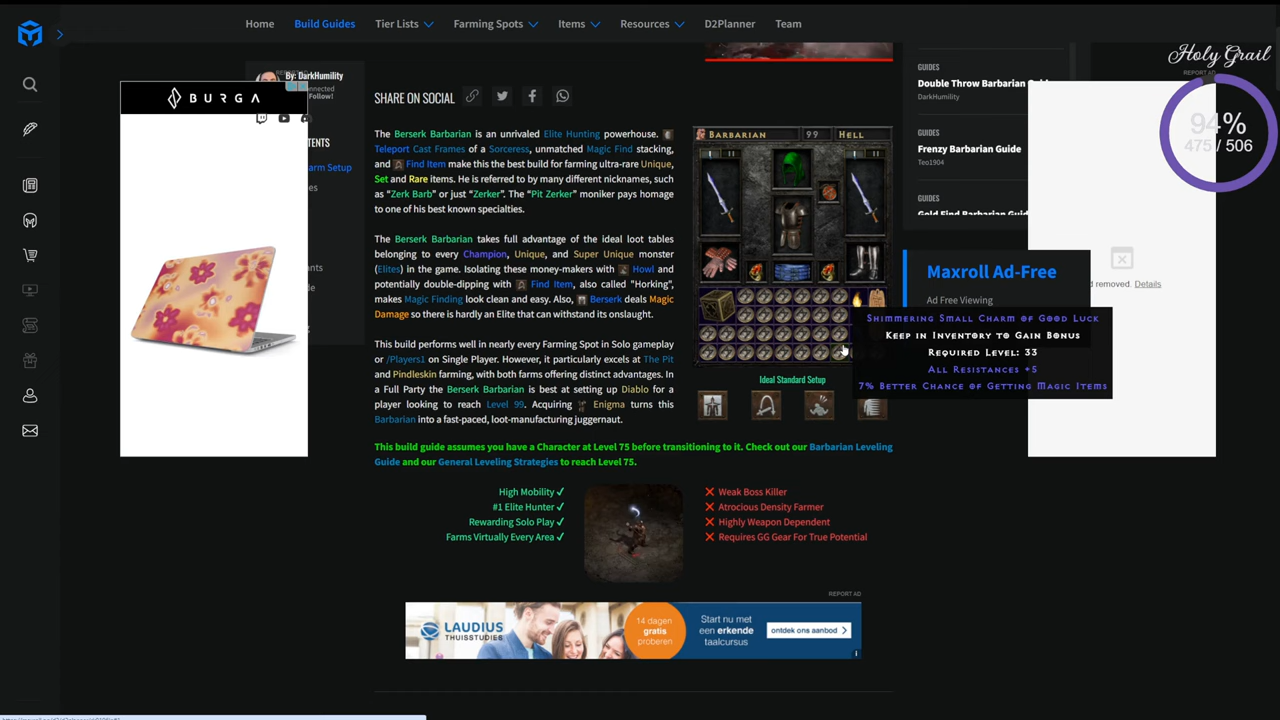 Home
Build Guides
Tier Lists
Farming Spots
Items
Resources
D2Planner
Team
Holy Grail
REPORT AD
94%
475 / 506
By: DarkHumility
Follow!
BURGA
arm Setup
SHARE ON SOCIAL
The Berserk Barbarian is an unrivaled Elite Hunting powerhouse.
Teleport Cast Frames of a Sorceress, unmatched Magic Find stacking,
and Find Item make this the best build for farming ultra-rare Unique,
Set and Rare items. He is referred to by many different nicknames, such
as “Zerk Barb” or just “Zerker”. The “Pit Zerker” moniker pays homage
to one of his best known specialties.
The Berserk Barbarian takes full advantage of the ideal loot tables
belonging to every Champion, Unique, and Super Unique monster
(Elites) in the game. Isolating these money-makers with Howl and
potentially double-dipping with Find Item, also called "Horking",
makes Magic Finding look clean and easy. Also, Berserk deals Magic
Damage so there is hardly an Elite that can withstand its onslaught.
This build performs well in nearly every Farming Spot in Solo gameplay
or /Players1 on Single Player. However, it particularly excels at The Pit
and Pindleskin farming, with both farms offering distinct advantages. In
a Full Party the Berserk Barbarian is best at setting up Diablo for a
player looking to reach Level 99. Acquiring Enigma turns this
Barbarian into a fast-paced, loot-manufacturing juggernaut.
Barbarian 99 Hell
I II
I II
Ideal Standard Setup
This build guide assumes you have a Character at Level 75 before transitioning to it. Check out our Barbarian Leveling
Guide and our General Leveling Strategies to reach Level 75.
High Mobility
#1 Elite Hunter
Rewarding Solo Play
Farms Virtually Every Area
Weak Boss Killer
Atrocious Density Farmer
Highly Weapon Dependent
Requires GG Gear For True Potential
GUIDES
Double Throw Barbarian
DarkHumility
GUIDES
Frenzy Barbarian Guide
Teo1904
GUIDES
Gold Find Barbarian Guid
Maxroll Ad-Free
Ad Free Viewing
removed. Details
Shimmering Small Charm of Good Luck
Keep in Inventory to Gain Bonus
Required Level: 33
All Resistances +5
7% Better Chance of Getting Magic Items
REPORT AD
LAUDIUS
THUISSTUDIES
14 dagen
gratis
proberen
Start nu met
een erkende
taalcursus
ontdek ons aanbod